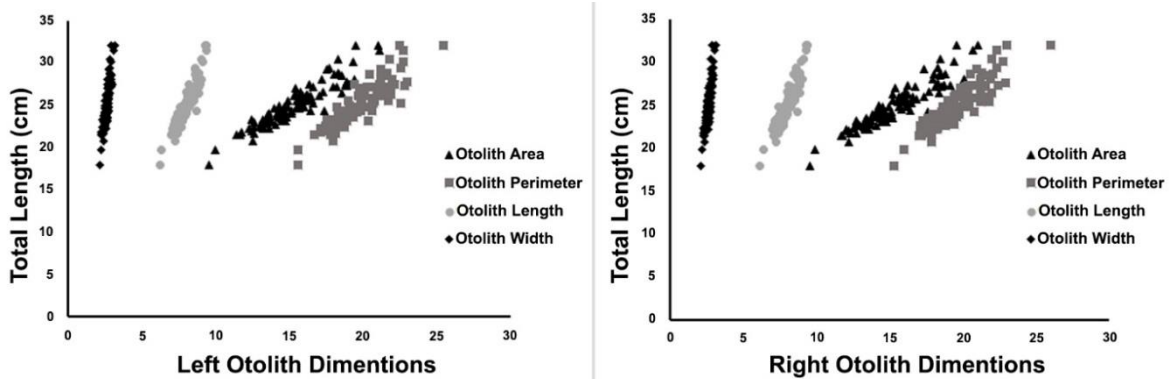 Total Length (cm)
35
30
25
20
15
10
5
0
0 5 10 15 20 25 30
Left Otolith Dimentions
Otolith Area
Otolith Perimeter
Otolith Length
Otolith Width
Total Length (cm)
35
30
25
20
15
10
5
0
0 5 10 15 20 25 30
Right Otolith Dimentions
Otolith Area
Otolith Perimeter
Otolith Length
Otolith Width